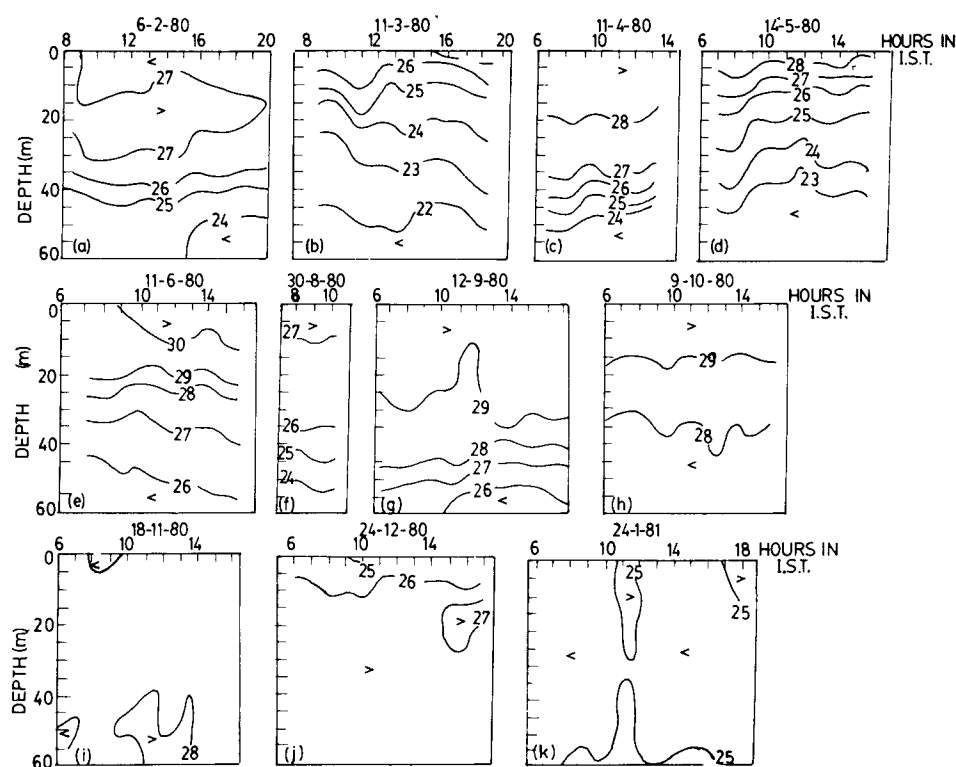 6-2-80 11-3-80 11-4-80 14-5-80
8 12 16 20 8 12 16 20 6 10 14 6 10 14 HOURS IN
I.S.T.
DEPTH (m)
0
20
40
60
< 27 > 27 26 25 24 < (a)
26 25 24 23 22 < (b)
< 28 27 26 25 24 < (c)
28 27 26 25 24 23 < (d)
11-6-80 30-8-80 12-9-80 9-10-80
6 10 14 8 10 6 10 14 6 10 14 HOURS IN
I.S.T.
DEPTH (m)
0
20
40
60
> 30 29 28 27 26 < (e)
> 27 26 25 24 (f)
> 29 28 27 26 < (g)
> 29 28 < (h)
18-11-80 24-12-80 24-1-81
6 10 14 6 10 14 6 10 14 18 HOURS IN
I.S.T.
DEPTH (m)
0
20
40
60
< < > 28 (i)
25 26 > 27 > (j)
25 > > 25 < < 25 (k)